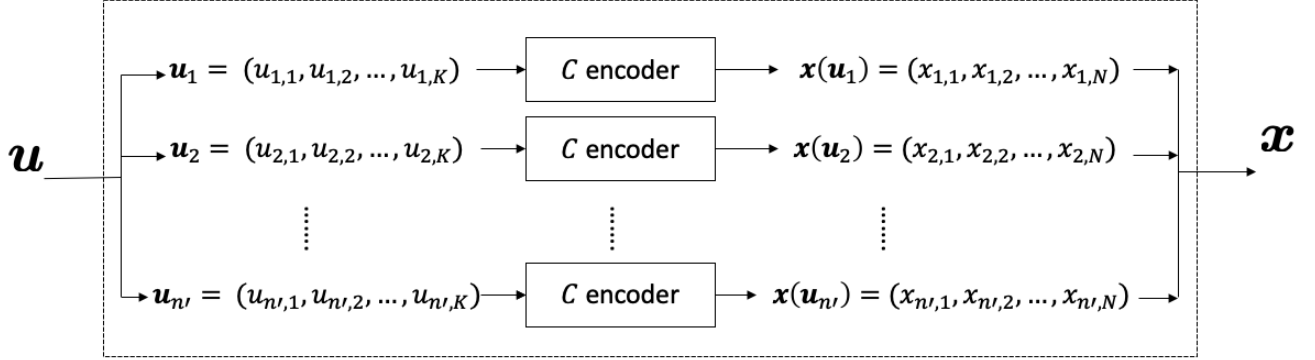 𝒖₁ = (u₁,₁, u₁,₂, ..., u₁,K) C encoder 𝒙(𝒖₁) = (x₁,₁, x₁,₂, ..., x₁,N)
𝒖 𝒖₂ = (u₂,₁, u₂,₂, ..., u₂,K) C encoder 𝒙(𝒖₂) = (x₂,₁, x₂,₂, ..., x₂,N) 𝒙
𝒖n′ = (un′,₁, un′,₂, ..., un′,K) C encoder 𝒙(𝒖n′) = (xn′,₁, xn′,₂, ..., xn′,N)